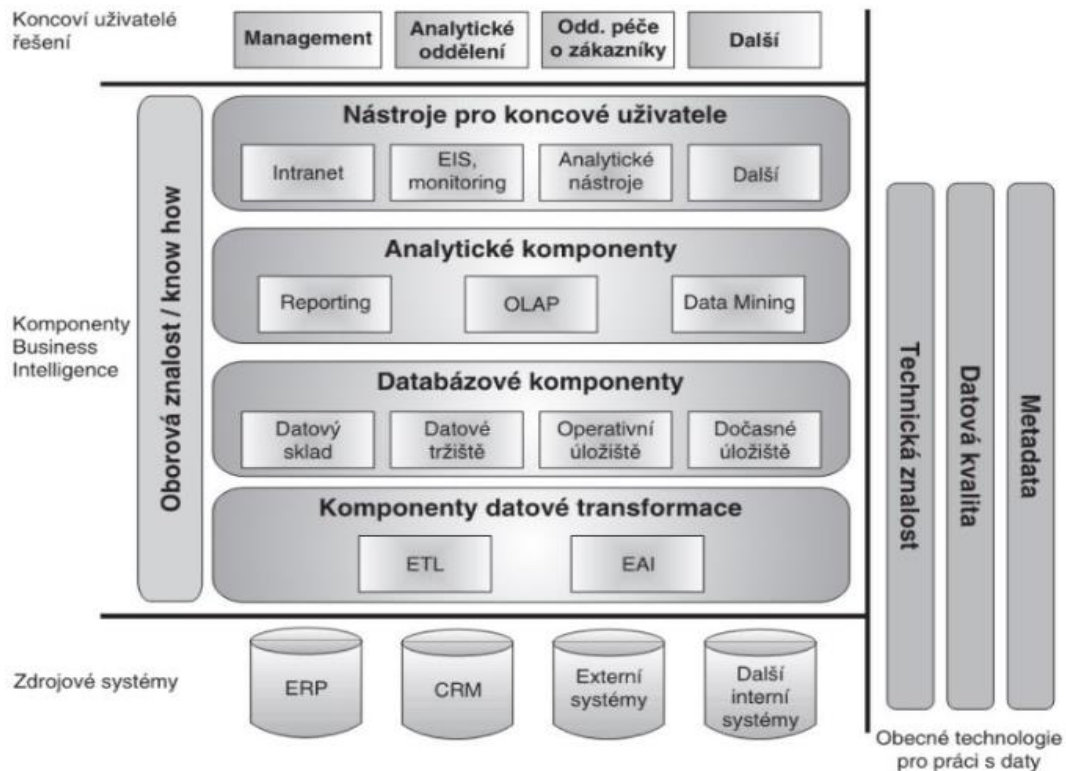 Koncoví uživatelé
řešení
Management
Analytické
oddělení
Odd. péče
o zákazníky
Další
Nástroje pro koncové uživatele
Intranet
EIS,
monitoring
Analytické
nástroje
Další
Analytické komponenty
Reporting
OLAP
Data Mining
Komponenty
Business
Intelligence
Oborová znalost / know how
Databázové komponenty
Datový
sklad
Datové
tržiště
Operativní
úložiště
Dočasné
úložiště
Komponenty datové transformace
ETL
EAI
Zdrojové systémy
ERP
CRM
Externí
systémy
Další
interní
systémy
Technická znalost
Datová kvalita
Metadata
Obecné technologie
pro práci s daty